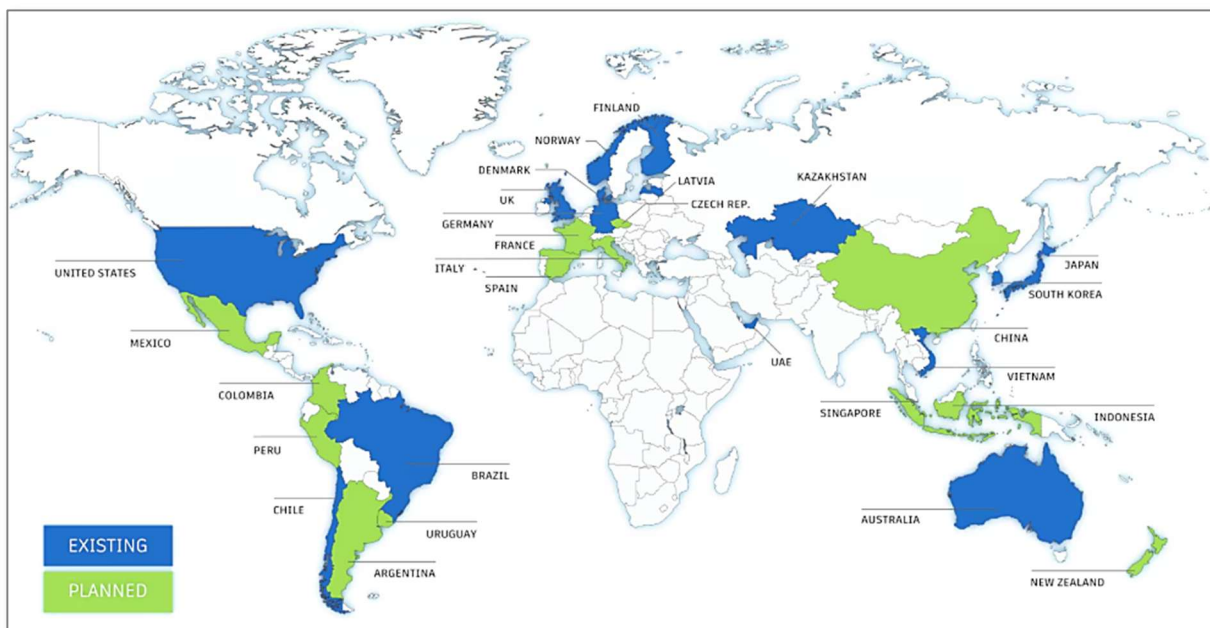 FINLAND
NORWAY
DENMARK
LATVIA
KAZAKHSTAN
UK
CZECH REP.
GERMANY
FRANCE
ITALY
UNITED STATES
JAPAN
SPAIN
SOUTH KOREA
MEXICO
CHINA
UAE
VIETNAM
COLOMBIA
SINGAPORE
INDONESIA
PERU
BRAZIL
CHILE
AUSTRALIA
URUGUAY
EXISTING
ARGENTINA
NEW ZEALAND
PLANNED